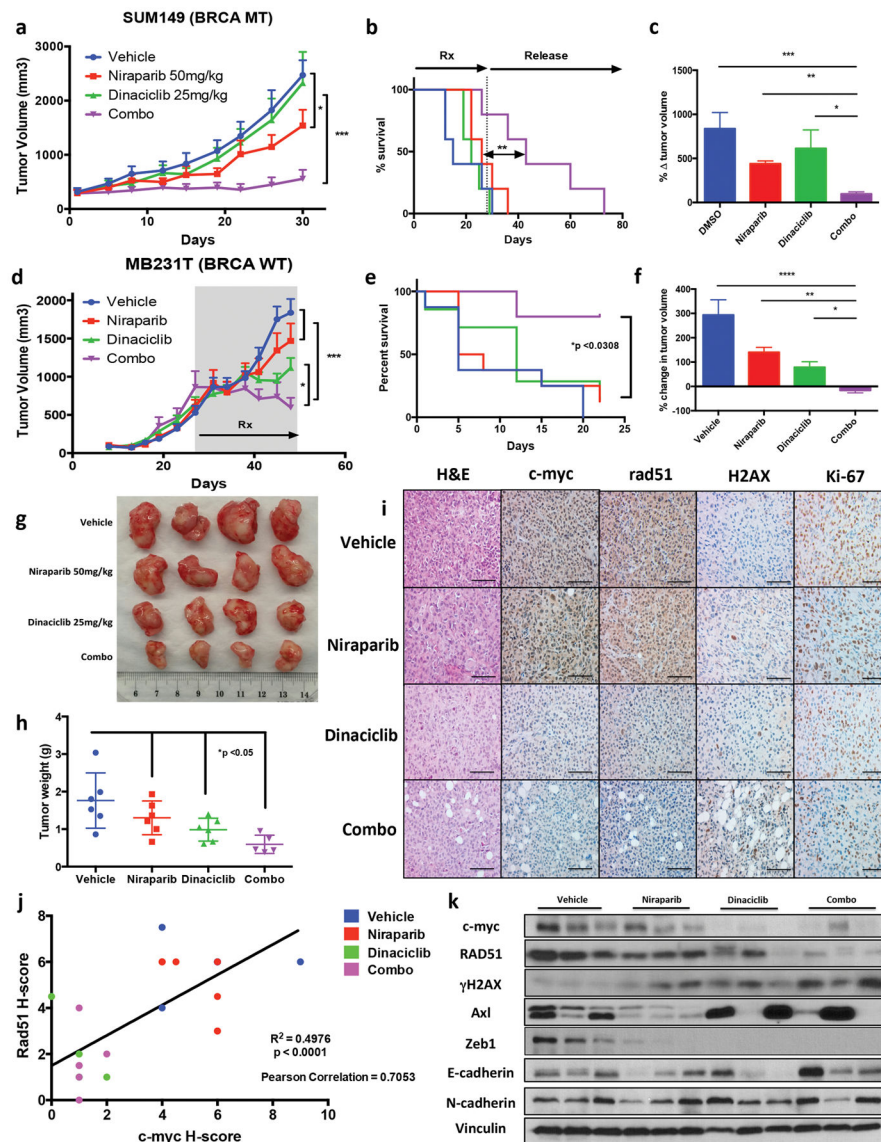 SUM149 (BRCA MT)
a
Tumor Volume (mm3)
3000
2000
1000
0
Vehicle
Niraparib 50mg/kg
Dinaciclib 25mg/kg
Combo
*
***
0 5 10 15 20 25 30 35
Days
b
Rx Release
% survival
100
50
0
**
0 20 40 60 80
Days
c
***
**
*
% Δ tumor volume
1500
1000
500
0
DMSO
Niraparib
Dinaciclib
Combo
MB231T (BRCA WT)
d
Tumor Volume (mm3)
2000
1500
1000
500
0
Vehicle
Niraparib
Dinaciclib
Combo
***
*
Rx
0 20 40 60
Days
e
Percent survival
100
50
0
*p <0.0308
0 5 10 15 20 25
Days
f
****
**
*
% change in tumor volume
400
300
200
100
0
-100
Vehicle
Niraparib
Dinaciclib
Combo
g
Vehicle
Niraparib 50mg/kg
Dinaciclib 25mg/kg
Combo
6 7 8 9 10 11 12 13 14
h
Tumor weight (g)
4
3
2
1
0
*p <0.05
Vehicle Niraparib Dinaciclib Combo
i
H&E c-myc rad51 H2AX Ki-67
Vehicle
Niraparib
Dinaciclib
Combo
j
Rad51 H-score
8
6
4
2
0
Vehicle
Niraparib
Dinaciclib
Combo
R2 = 0.4976
p < 0.0001
Pearson Correlation = 0.7053
0 2 4 6 8 10
c-myc H-score
k
Vehicle Niraparib Dinaciclib Combo
c-myc
RAD51
γH2AX
Axl
Zeb1
E-cadherin
N-cadherin
Vinculin